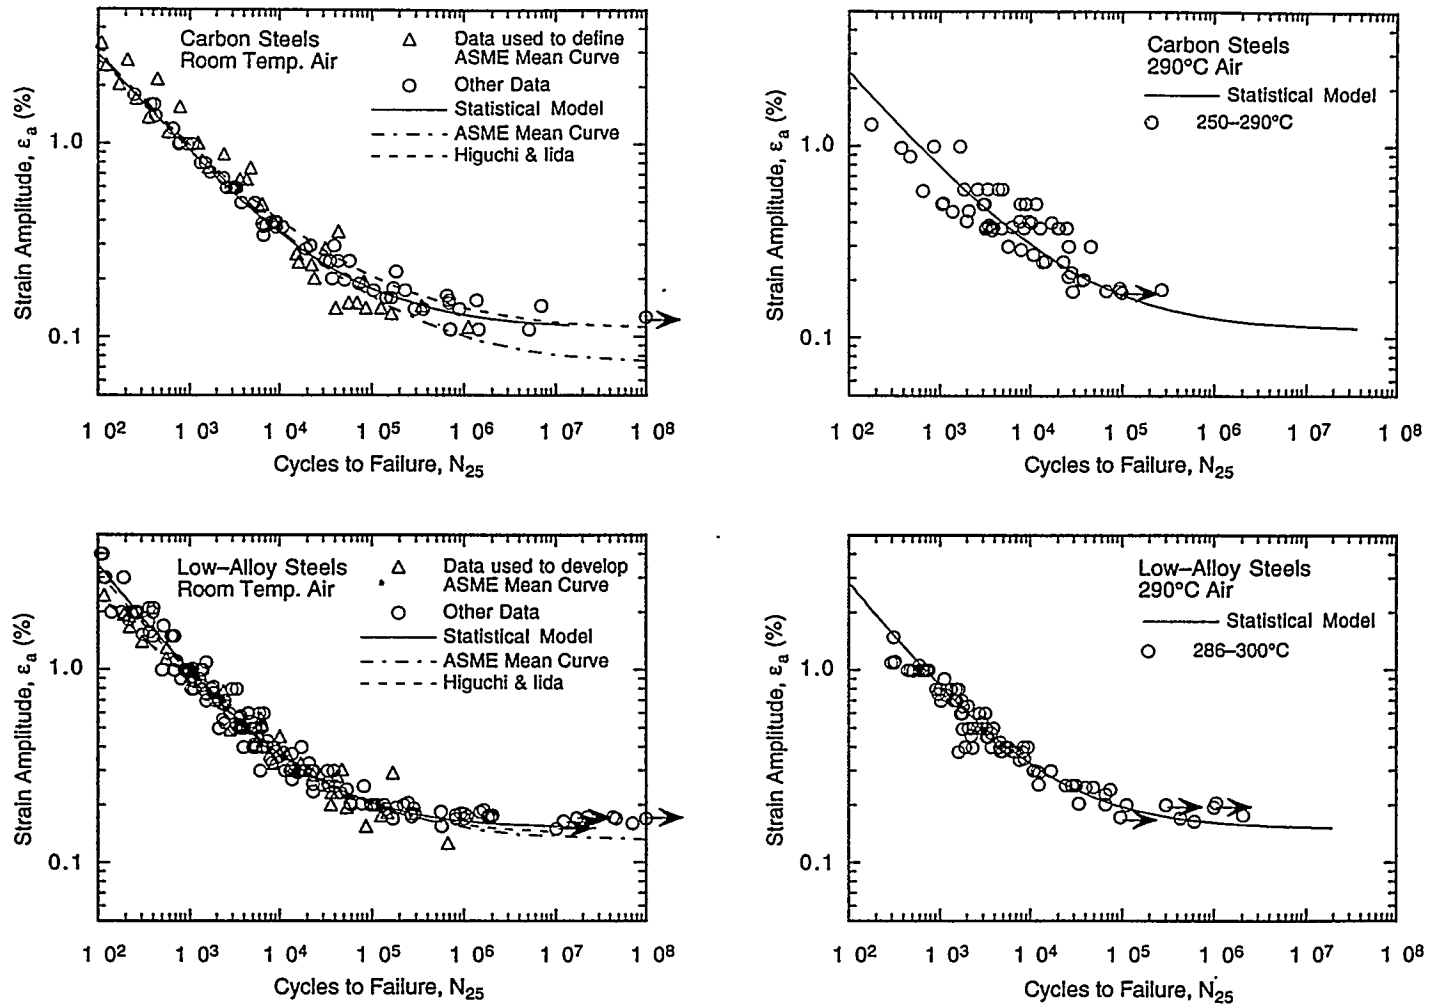 Carbon Steels
Room Temp. Air
Data used to define
ASME Mean Curve
Other Data
Statistical Model
ASME Mean Curve
Higuchi & Iida
Strain Amplitude, εa (%)
1.0
0.1
1 0² 1 0³ 1 0⁴ 1 0⁵ 1 0⁶ 1 0⁷ 1 0⁸
Cycles to Failure, N25
Carbon Steels
290°C Air
Statistical Model
250–290°C
Strain Amplitude, εa (%)
1.0
0.1
1 0² 1 0³ 1 0⁴ 1 0⁵ 1 0⁶ 1 0⁷ 1 0⁸
Cycles to Failure, N25
Low–Alloy Steels
Room Temp. Air
Data used to develop
ASME Mean Curve
Other Data
Statistical Model
ASME Mean Curve
Higuchi & Iida
Strain Amplitude, εa (%)
1.0
0.1
1 0² 1 0³ 1 0⁴ 1 0⁵ 1 0⁶ 1 0⁷ 1 0⁸
Cycles to Failure, N25
Low–Alloy Steels
290°C Air
Statistical Model
286–300°C
Strain Amplitude, εa (%)
1.0
0.1
1 0² 1 0³ 1 0⁴ 1 0⁵ 1 0⁶ 1 0⁷ 1 0⁸
Cycles to Failure, N25